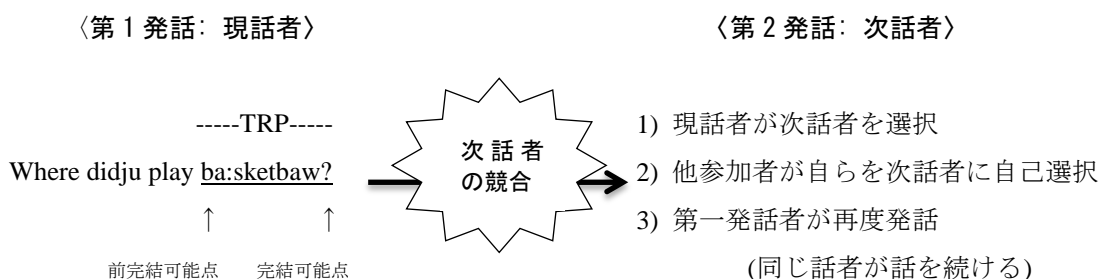 〈第1発話: 現話者〉
〈第2発話: 次話者〉
-----TRP-----
Where didju play ba:sketbaw?
↑ ↑
前完結可能点 完結可能点
次 話 者
の競合
1) 現話者が次話者を選択
2) 他参加者が自らを次話者に自己選択
3) 第一発話者が再度発話
(同じ話者が話を続ける)